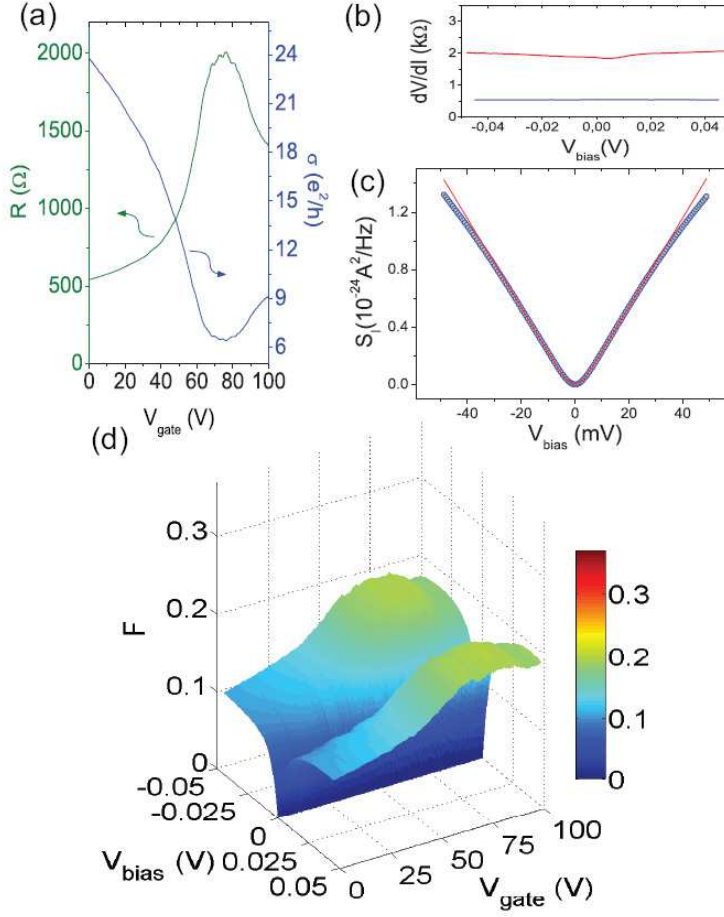 (a)
2000
1500
1000
500
0
R (Ω)
24
21
18
15
12
9
6
σ (e²/h)
0 20 40 60 80 100
V_gate (V)
(b)
3
2
1
0
dV/dI (kΩ)
-0,04 -0,02 0,00 0,02 0,04
V_bias(V)
(c)
1.2
0.8
0.4
0.0
S_I(10⁻²⁴A²/Hz)
-40 -20 0 20 40
V_bias (mV)
(d)
0.3
0.2
0.1
0
F
-0.05
-0.025
0
0.025
0.05
V_bias (V)
0
25
50
75
100
V_gate (V)
0.3
0.2
0.1
0